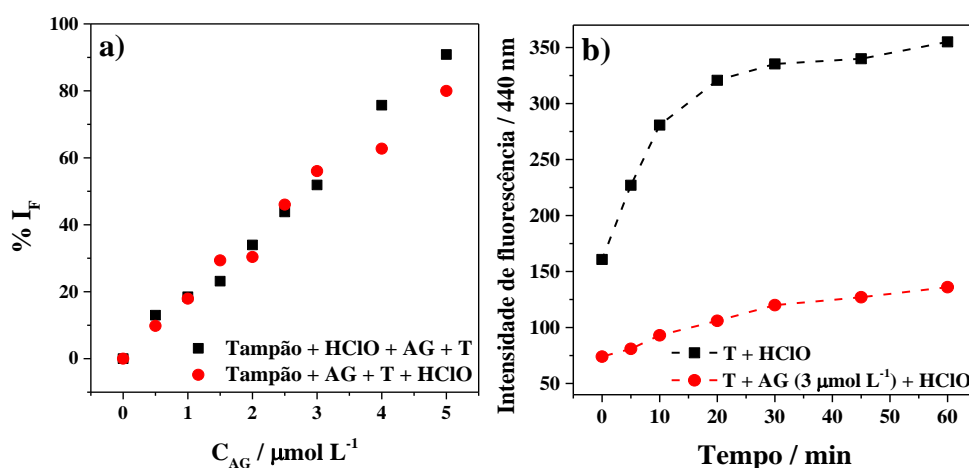 a)
100
80
60
40
20
0
% I_F
Tampão + HClO + AG + T
Tampão + AG + T + HClO
0 1 2 3 4 5
C_AG / μmol L⁻¹
b)
350
300
250
200
150
100
50
Intensidade de fluorescência / 440 nm
T + HClO
T + AG (3 μmol L⁻¹) + HClO
0 10 20 30 40 50 60
Tempo / min